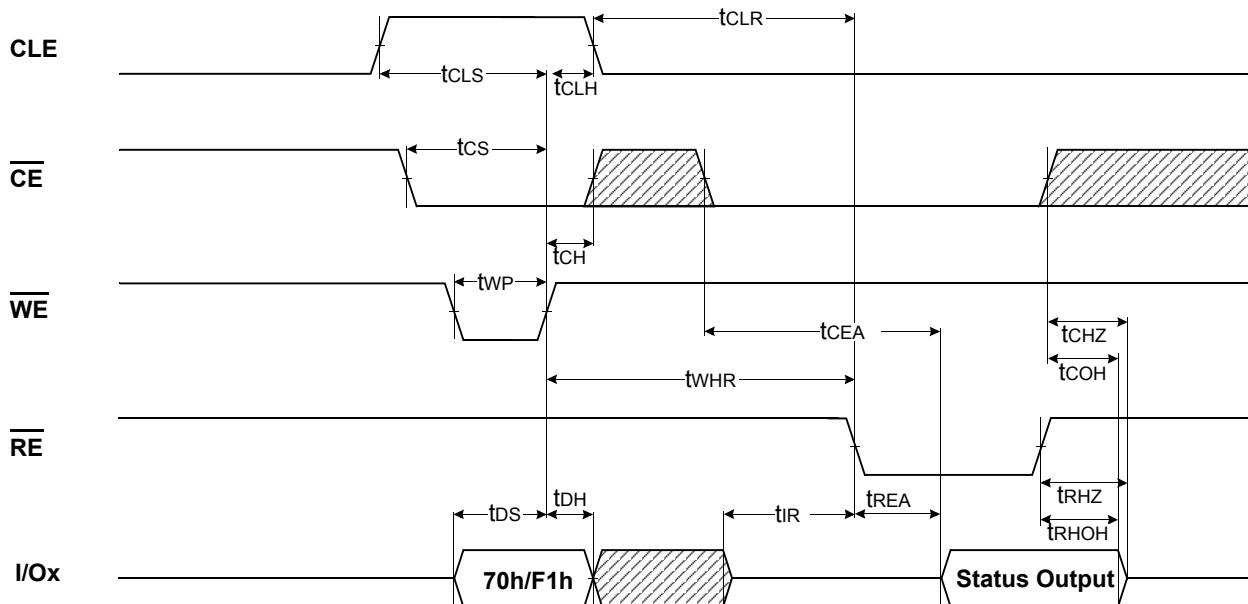 tCLR
CLE
tCLS
tCLH
tCS
CE
tCH
tWP
WE
tCEA
tCHZ
tCOH
tWHR
RE
tRHZ
tDH
tDS
tIR
tREA
tRHOH
I/Ox
70h/F1h
Status Output